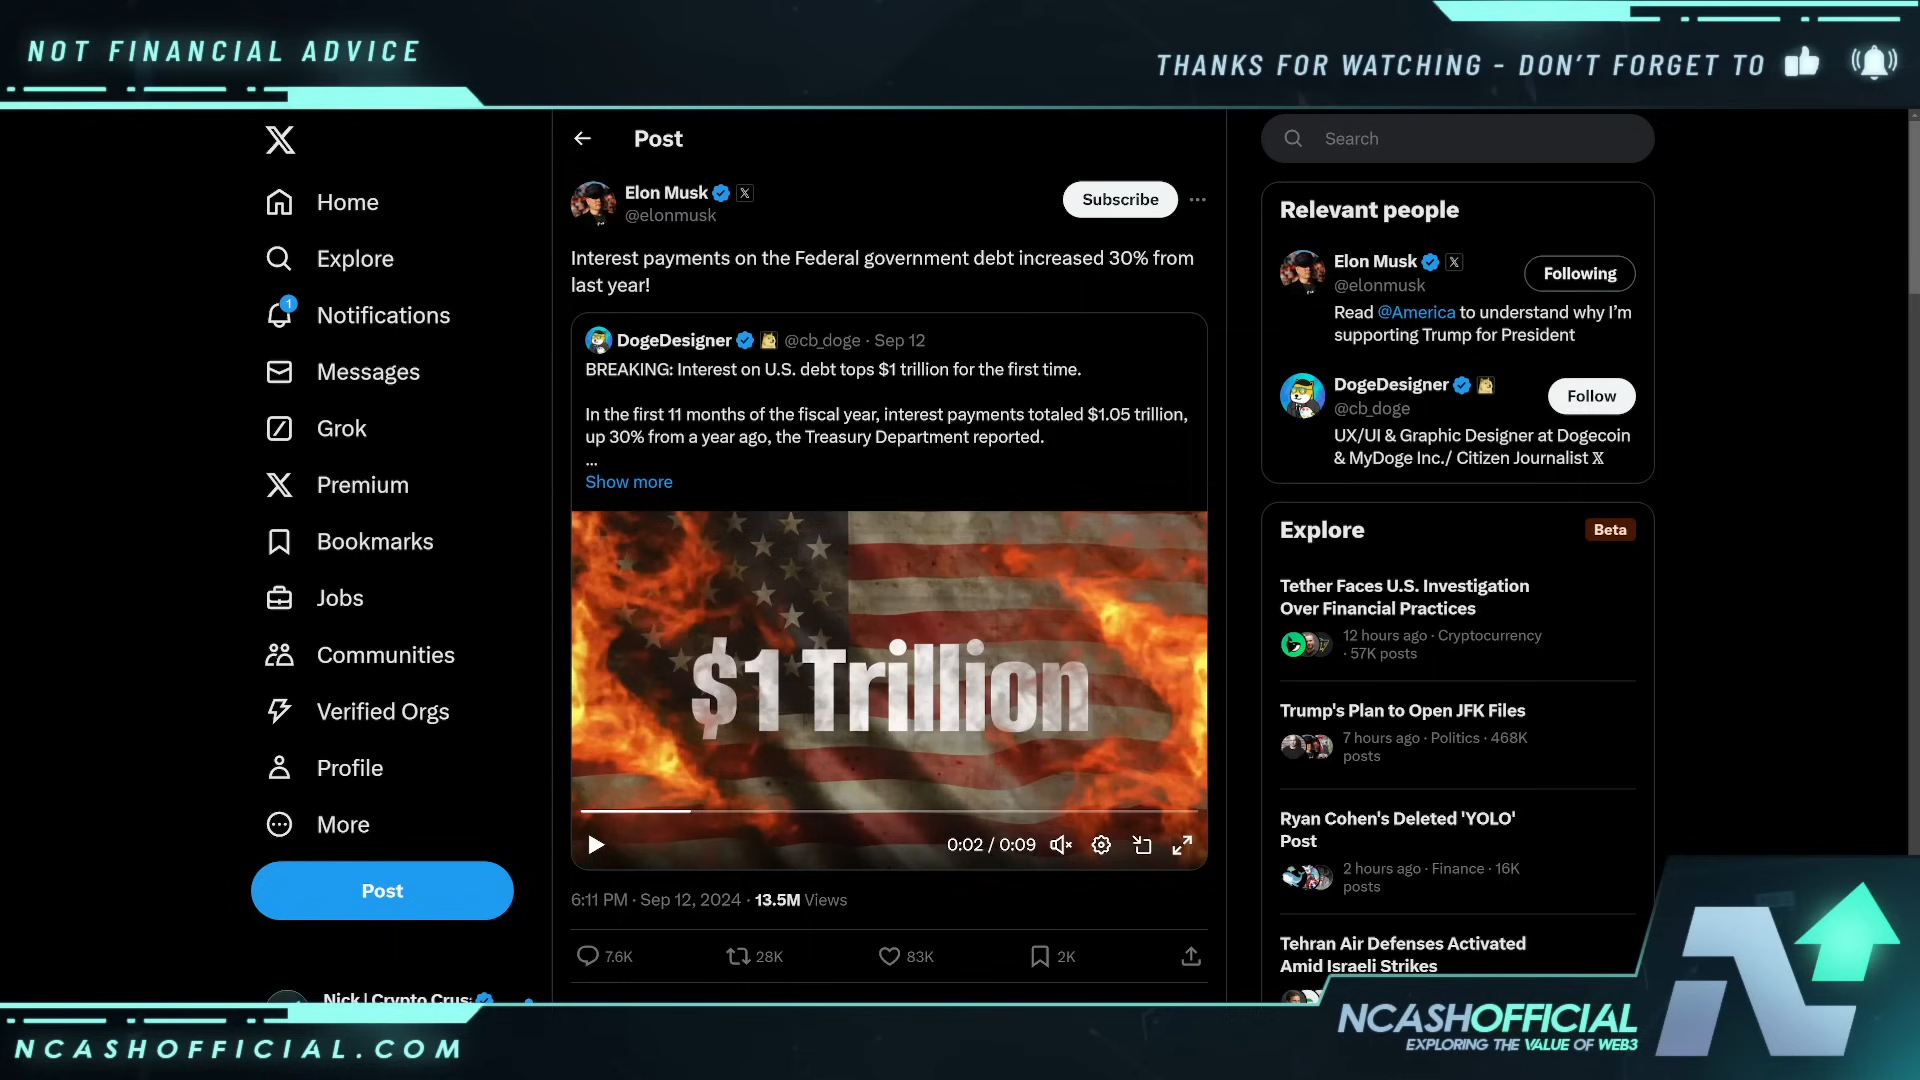 NOT FINANCIAL ADVICE
THANKS FOR WATCHING - DON'T FORGET TO
Home
Explore
1
Notifications
Messages
Grok
Premium
Bookmarks
Jobs
Communities
Verified Orgs
Profile
More
Post
Nick | Crypto Crus
Post
Elon Musk
@elonmusk
Subscribe
Interest payments on the Federal government debt increased 30% from
last year!
DogeDesigner @cb_doge · Sep 12
BREAKING: Interest on U.S. debt tops $1 trillion for the first time.
In the first 11 months of the fiscal year, interest payments totaled $1.05 trillion,
up 30% from a year ago, the Treasury Department reported.
...
Show more
$1 Trillion
0:02 / 0:09
6:11 PM · Sep 12, 2024 · 13.5M Views
7.6K 28K 83K 2K
Search
Relevant people
Elon Musk
@elonmusk
Following
Read @America to understand why I'm
supporting Trump for President
DogeDesigner
@cb_doge
Follow
UX/UI & Graphic Designer at Dogecoin
& MyDoge Inc./ Citizen Journalist 𝕏
Explore
Beta
Tether Faces U.S. Investigation
Over Financial Practices
12 hours ago · Cryptocurrency
· 57K posts
Trump's Plan to Open JFK Files
7 hours ago · Politics · 468K
posts
Ryan Cohen's Deleted 'YOLO'
Post
2 hours ago · Finance · 16K
posts
Tehran Air Defenses Activated
Amid Israeli Strikes
NCASHOFFICIAL.COM
NCASHOFFICIAL
EXPLORING THE VALUE OF WEB3